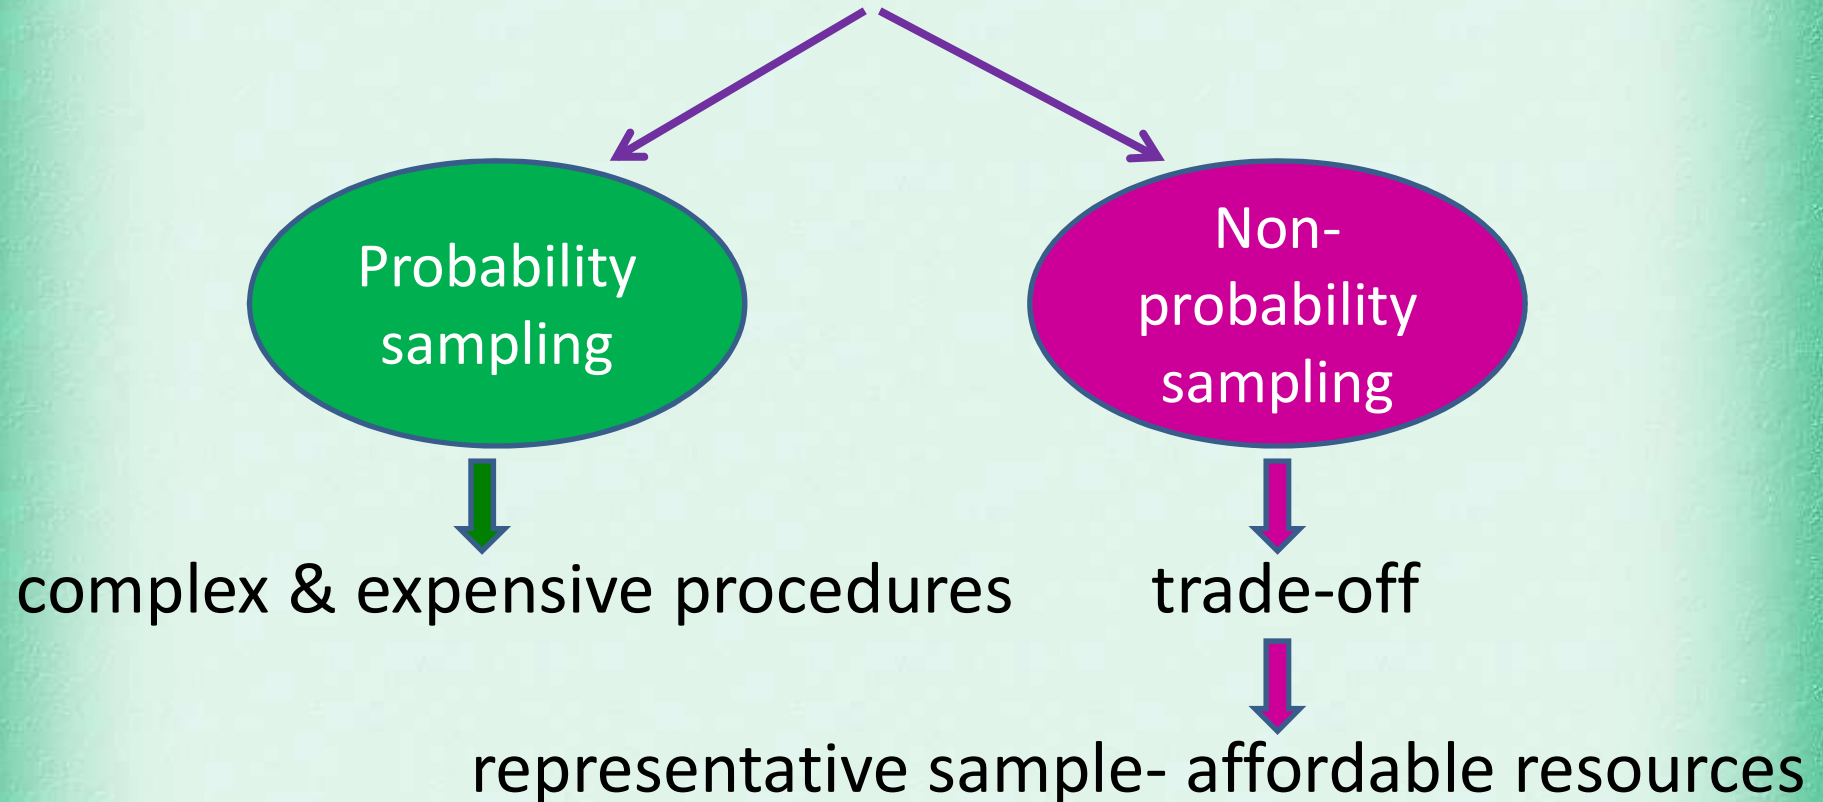 Probability
sampling
Non-
probability
sampling
complex & expensive procedures
trade-off
representative sample- affordable resources